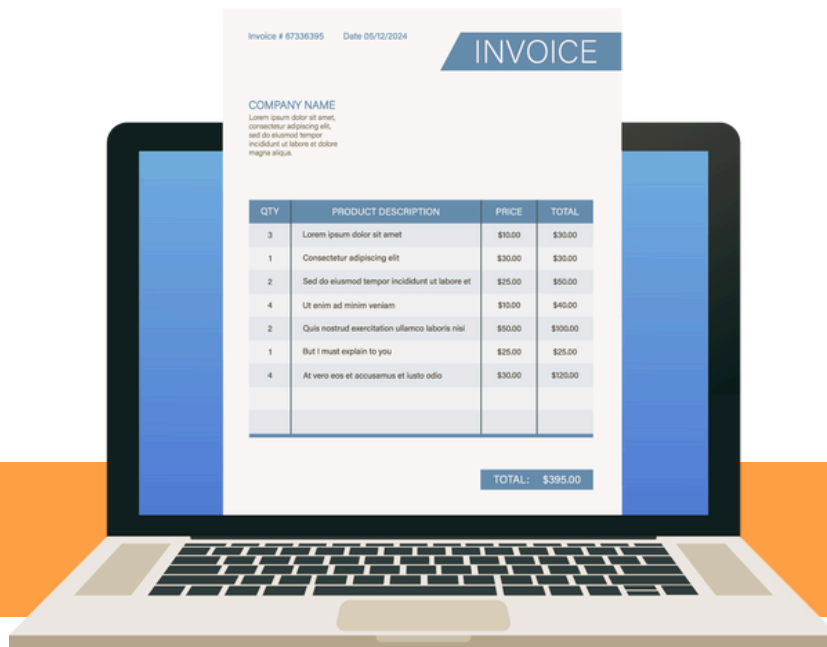 Invoice # 67336395 Date 05/12/2024
INVOICE
COMPANY NAME
Lorem ipsum dolor sit amet,
consectetur adipiscing elit,
sed do eiusmod tempor
incididunt ut labore et dolore
magna aliqua.
QTY PRODUCT DESCRIPTION PRICE TOTAL
3 Lorem ipsum dolor sit amet $10.00 $30.00
1 Consectetur adipiscing elit $30.00 $30.00
2 Sed do eiusmod tempor incididunt ut labore et $25.00 $50.00
4 Ut enim ad minim veniam $10.00 $40.00
2 Quis nostrud exercitation ullamco laboris nisi $50.00 $100.00
1 But I must explain to you $25.00 $25.00
4 At vero eos et accusamus et iusto odio $30.00 $120.00
TOTAL: $395.00